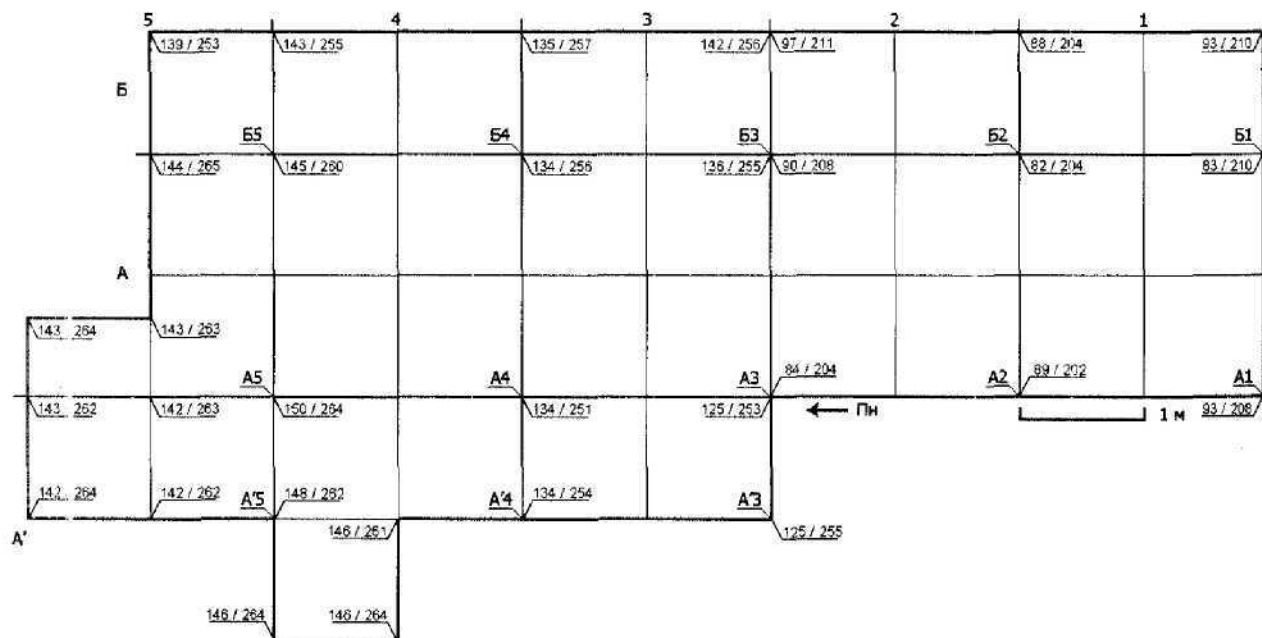 5 4 3 2 1
139 / 253 143 / 255 135 / 257 142 / 256 97 / 211 88 / 204 93 / 210
Б
Б5 Б4 Б3 Б2 Б1
144 / 265 145 / 260 134 / 256 136 / 255 90 / 208 82 / 204 83 / 210
А
143 / 264 143 / 263
84 / 204 89 / 202
А5 А4 А3 А2 А1
143 / 262 142 / 263 150 / 264 134 / 251 125 / 253 Пн 1 м 93 / 208
142 / 264 142 / 262 А'5 148 / 262 А'4 134 / 254 А'3
А' 146 / 261 125 / 255
146 / 264 146 / 264